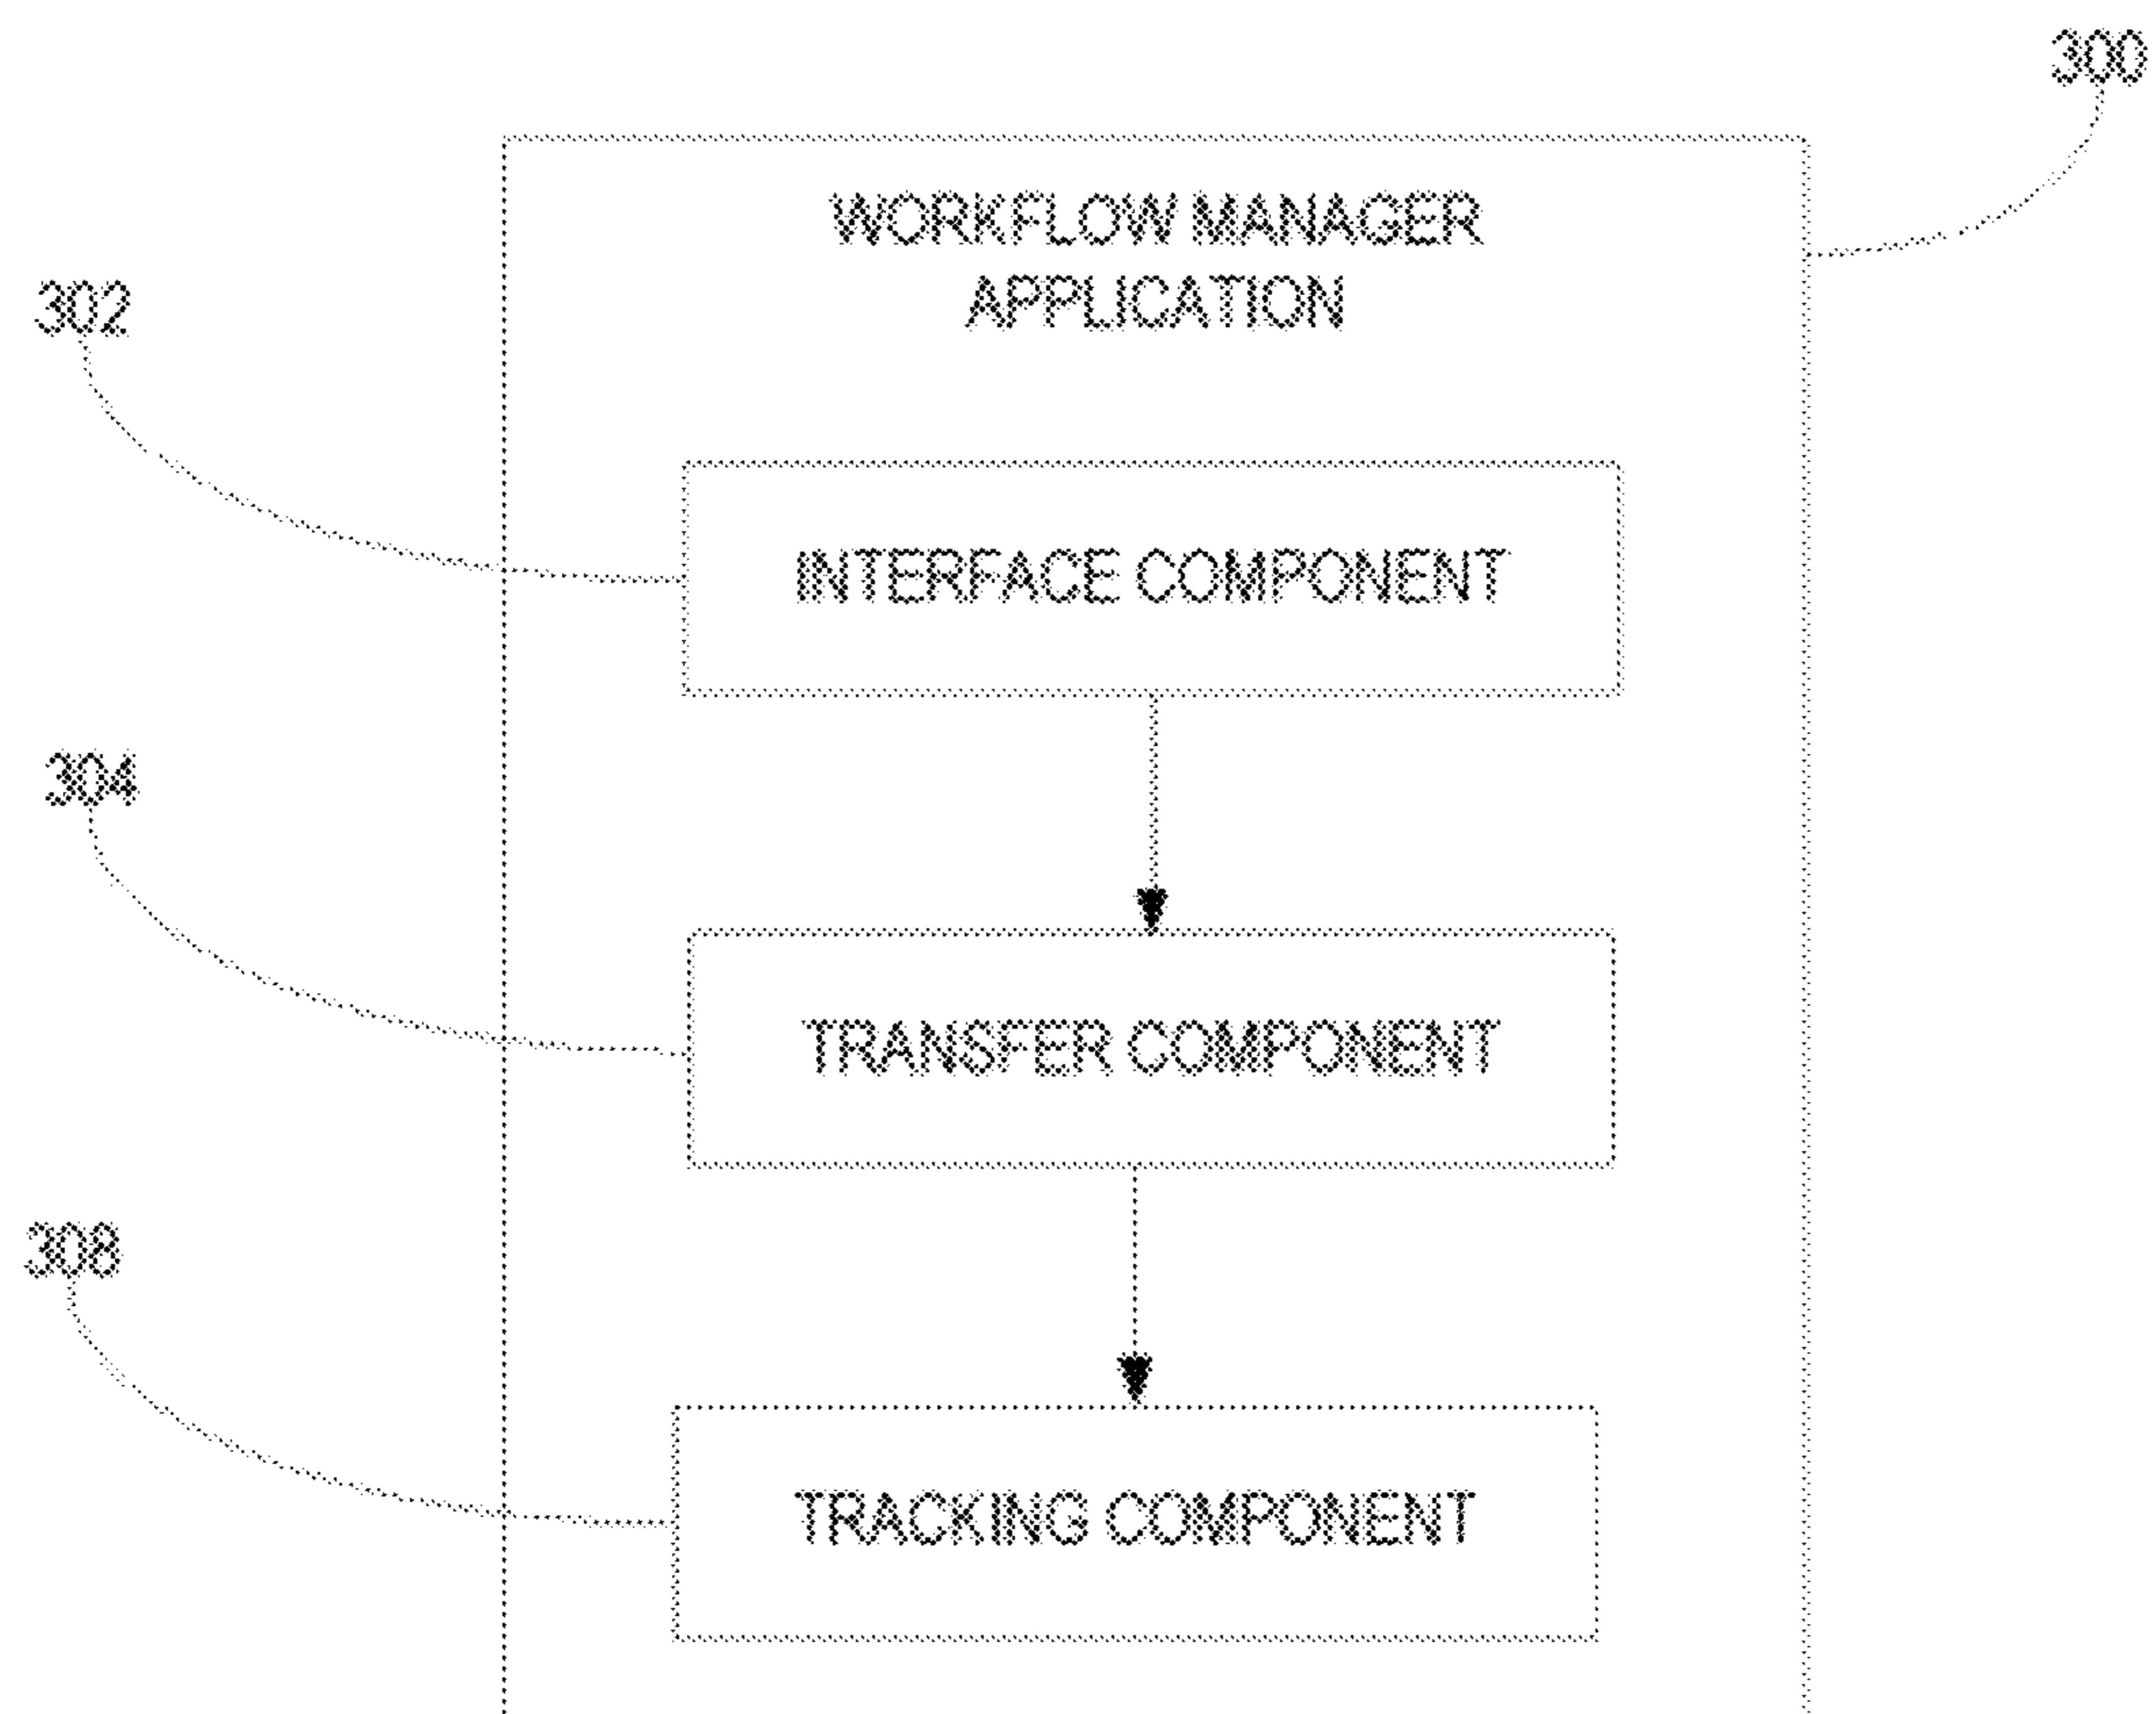 300
WORKFLOW MANAGER
APPLICATION
302
INTERFACE COMPONENT
304
TRANSFER COMPONENT
308
TRACKING COMPONENT